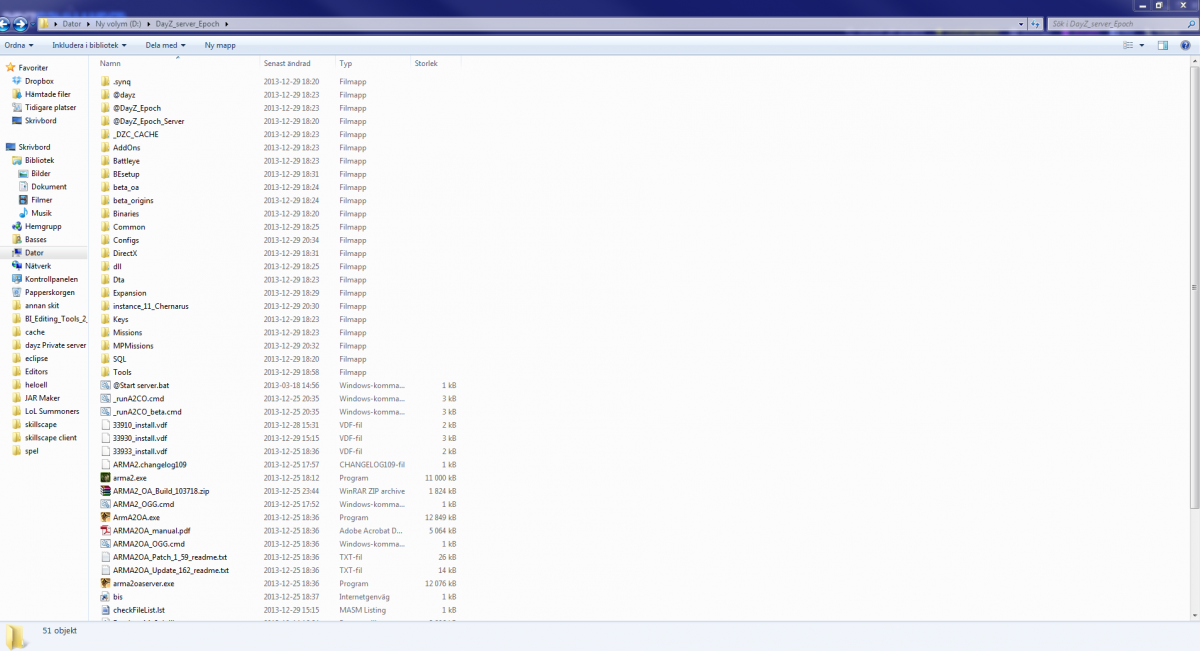 Dator Ny volym (D:) DayZ_server_Epoch
Sök i DayZ_server_Epoch
Ordna Inkludera i bibliotek Dela med Ny mapp
Favoriter
Dropbox
Hämtade filer
Tidigare platser
Skrivbord
Skrivbord
Bibliotek
Bilder
Dokument
Filmer
Musik
Hemgrupp
Basses
Dator
Nätverk
Kontrollpanelen
Papperskorgen
annan skit
BI_Editing_Tools_2_
cache
dayz Private server
eclipse
Editors
heloell
JAR Maker
LoL Summoners
skillscape
skillscape client
spel
Namn Senast ändrad Typ Storlek
.synq 2013-12-29 18:20 Filmapp
@dayz 2013-12-29 18:23 Filmapp
@DayZ_Epoch 2013-12-29 18:23 Filmapp
@DayZ_Epoch_Server 2013-12-29 18:20 Filmapp
_DZC_CACHE 2013-12-29 18:23 Filmapp
AddOns 2013-12-29 18:23 Filmapp
Battleye 2013-12-29 18:23 Filmapp
BEsetup 2013-12-29 18:31 Filmapp
beta_oa 2013-12-29 18:24 Filmapp
beta_origins 2013-12-29 18:24 Filmapp
Binaries 2013-12-29 18:20 Filmapp
Common 2013-12-29 18:25 Filmapp
Configs 2013-12-29 20:34 Filmapp
DirectX 2013-12-29 18:31 Filmapp
dll 2013-12-29 18:25 Filmapp
Dta 2013-12-29 18:23 Filmapp
Expansion 2013-12-29 18:29 Filmapp
instance_11_Chernarus 2013-12-29 20:30 Filmapp
Keys 2013-12-29 18:23 Filmapp
Missions 2013-12-29 18:23 Filmapp
MPMissions 2013-12-29 20:32 Filmapp
SQL 2013-12-29 18:20 Filmapp
Tools 2013-12-29 18:58 Filmapp
@Start server.bat 2013-03-18 14:56 Windows-komma... 1 kB
_runA2CO.cmd 2013-12-25 20:35 Windows-komma... 3 kB
_runA2CO_beta.cmd 2013-12-25 20:35 Windows-komma... 3 kB
33910_install.vdf 2013-12-28 15:31 VDF-fil 2 kB
33930_install.vdf 2013-12-29 15:15 VDF-fil 3 kB
33933_install.vdf 2013-12-25 18:36 VDF-fil 2 kB
ARMA2.changelog109 2013-12-25 17:57 CHANGELOG109-fil 1 kB
arma2.exe 2013-12-25 18:12 Program 11 000 kB
ARMA2_OA_Build_103718.zip 2013-12-25 23:44 WinRAR ZIP archive 1 824 kB
ARMA2_OGG.cmd 2013-12-25 17:52 Windows-komma... 1 kB
ArmA2OA.exe 2013-12-25 18:36 Program 12 849 kB
ARMA2OA_manual.pdf 2013-12-25 18:36 Adobe Acrobat D... 5 064 kB
ARMA2OA_OGG.cmd 2013-12-25 18:36 Windows-komma... 1 kB
ARMA2OA_Patch_1_59_readme.txt 2013-12-25 18:36 TXT-fil 26 kB
ARMA2OA_Update_162_readme.txt 2013-12-25 18:36 TXT-fil 14 kB
arma2oaserver.exe 2013-12-25 18:36 Program 12 076 kB
bis 2013-12-25 18:37 Internetgenväg 1 kB
checkFileList.lst 2013-12-29 15:15 MASM Listing 1 kB
51 objekt